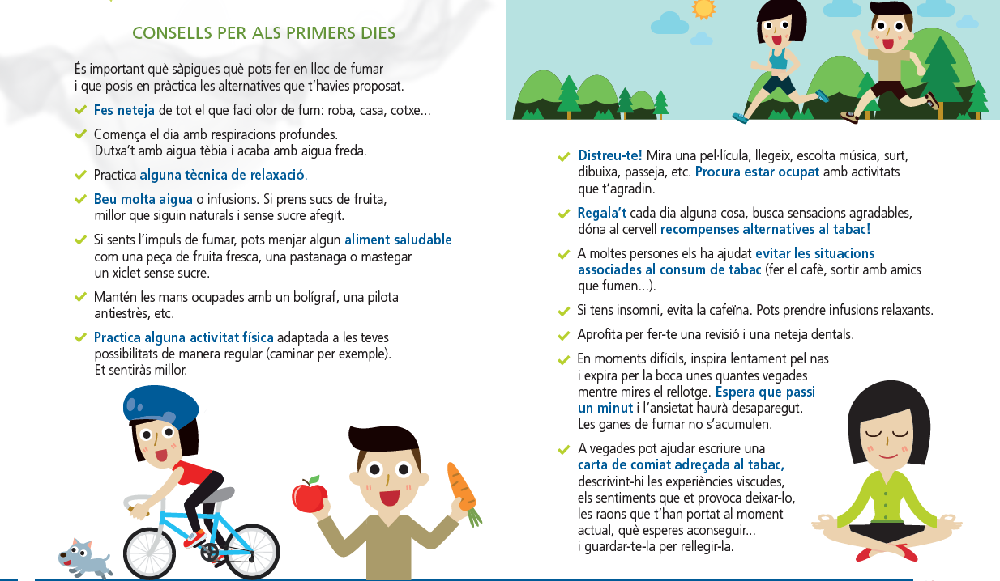 CONSELLS PER ALS PRIMERS DIES
És important què sàpigues què pots fer en lloc de fumar
i que posis en pràctica les alternatives que t’havies proposat.
Fes neteja de tot el que faci olor de fum: roba, casa, cotxe...
Comença el dia amb respiracions profundes.
Dutxa’t amb aigua tèbia i acaba amb aigua freda.
Practica alguna tècnica de relaxació.
Beu molta aigua o infusions. Si prens sucs de fruita,
millor que siguin naturals i sense sucre afegit.
Si sents l’impuls de fumar, pots menjar algun aliment saludable
com una peça de fruita fresca, una pastanaga o mastegar
un xiclet sense sucre.
Mantén les mans ocupades amb un bolígraf, una pilota
antiestrès, etc.
Practica alguna activitat física adaptada a les teves
possibilitats de manera regular (caminar per exemple).
Et sentiràs millor.
Distreu-te! Mira una pel·lícula, llegeix, escolta música, surt,
dibuixa, passeja, etc. Procura estar ocupat amb activitats
que t’agradin.
Regala’t cada dia alguna cosa, busca sensacions agradables,
dóna al cervell recompenses alternatives al tabac!
A moltes persones els ha ajudat evitar les situacions
associades al consum de tabac (fer el cafè, sortir amb amics
que fumen...).
Si tens insomni, evita la cafeïna. Pots prendre infusions relaxants.
Aprofita per fer-te una revisió i una neteja dentals.
En moments difícils, inspira lentament pel nas
i expira per la boca unes quantes vegades
mentre mires el rellotge. Espera que passi
un minut i l’ansietat haurà desaparegut.
Les ganes de fumar no s’acumulen.
A vegades pot ajudar escriure una
carta de comiat adreçada al tabac,
descrivint-hi les experiències viscudes,
els sentiments que et provoca deixar-lo,
les raons que t’han portat al moment
actual, què esperes aconseguir...
i guardar-te-la per rellegir-la.